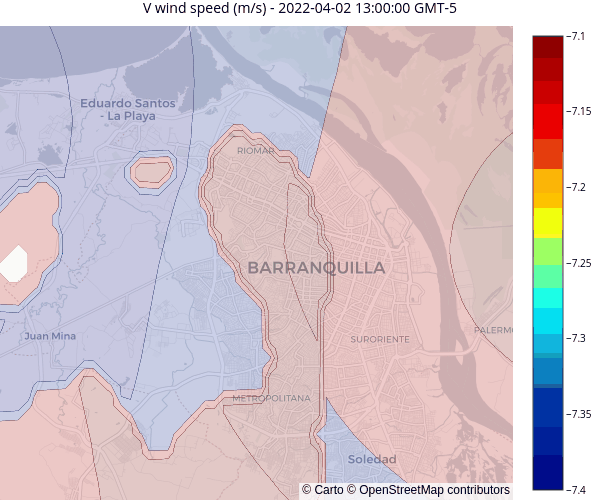 V wind speed (m/s) - 2022-04-02 13:00:00 GMT-5
Eduardo Santos
- La Playa
RIOMAR
BARRANQUILLA
Juan Mina
SURORIENTE
PALERMO
METROPOLITANA
Soledad
© Carto © OpenStreetMap contributors
−7.1
−7.15
−7.2
−7.25
−7.3
−7.35
−7.4